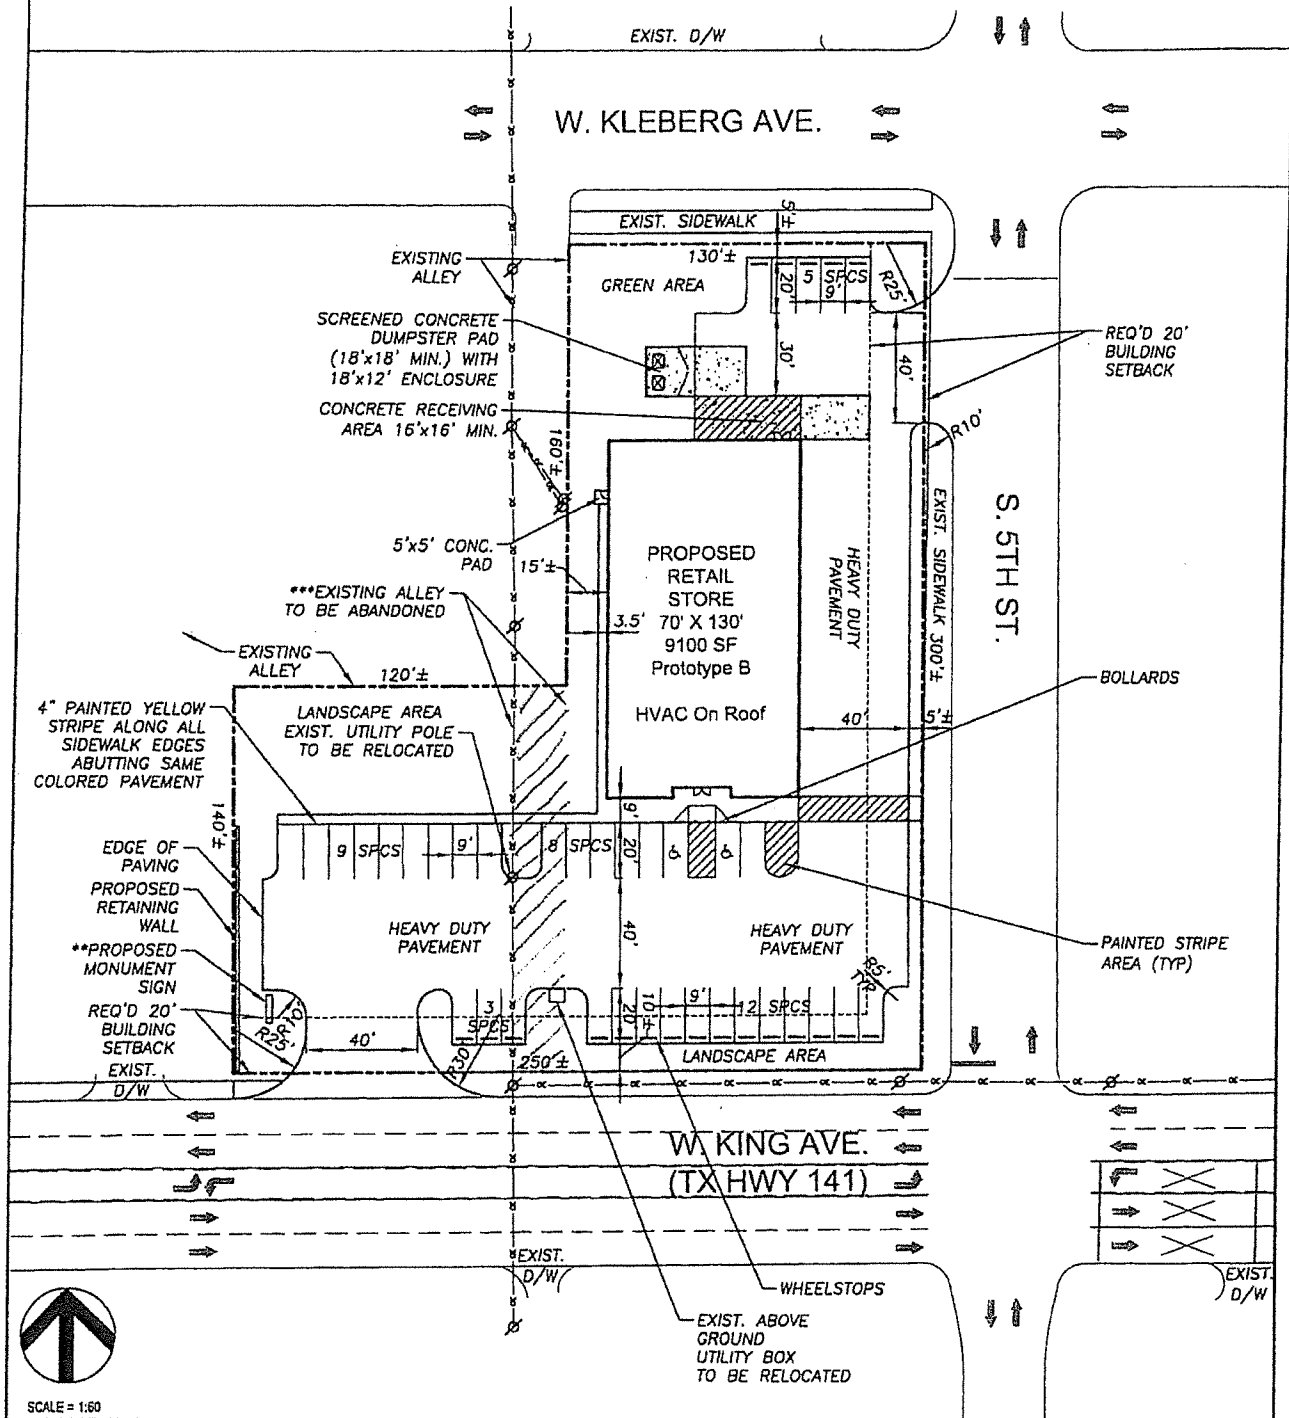 EXIST. D/W
W. KLEBERG AVE.
EXIST. SIDEWALK
5'±
EXISTING
ALLEY
130'±
GREEN AREA
5 SPCS
20'
9'
R25'
SCREENED CONCRETE
DUMPSTER PAD
(18'x18' MIN.) WITH
18'x12' ENCLOSURE
30'
40'
REQ'D 20'
BUILDING
SETBACK
CONCRETE RECEIVING
AREA 16'x16' MIN.
R10'
160'±
EXIST. SIDEWALK 300'±
S. 5TH ST.
5'x5' CONC.
PAD
15'±
PROPOSED
RETAIL
STORE
70' X 130'
9100 SF
Prototype B
HVAC On Roof
HEAVY DUTY
PAVEMENT
***EXISTING ALLEY
TO BE ABANDONED
3.5'
EXISTING
ALLEY
120'±
BOLLARDS
4" PAINTED YELLOW
STRIPE ALONG ALL
SIDEWALK EDGES
ABUTTING SAME
COLORED PAVEMENT
LANDSCAPE AREA
EXIST. UTILITY POLE
TO BE RELOCATED
40'
5'±
140'±
9'
EDGE OF
PAVING
9 SPCS
9'
8 SPCS
20'
PROPOSED
RETAINING
WALL
HEAVY DUTY
PAVEMENT
40'
HEAVY DUTY
PAVEMENT
PAINTED STRIPE
AREA (TYP)
**PROPOSED
MONUMENT
SIGN
R5'
TYP
REQ'D 20'
BUILDING
SETBACK
R10'
R25'
40'
3
SPCS
R30'
20'
10'±
9'
12 SPCS
LANDSCAPE AREA
250'±
EXIST.
D/W
W. KING AVE.
(TX HWY 141)
EXIST.
D/W
WHEELSTOPS
EXIST.
D/W
EXIST. ABOVE
GROUND
UTILITY BOX
TO BE RELOCATED
SCALE = 1:60